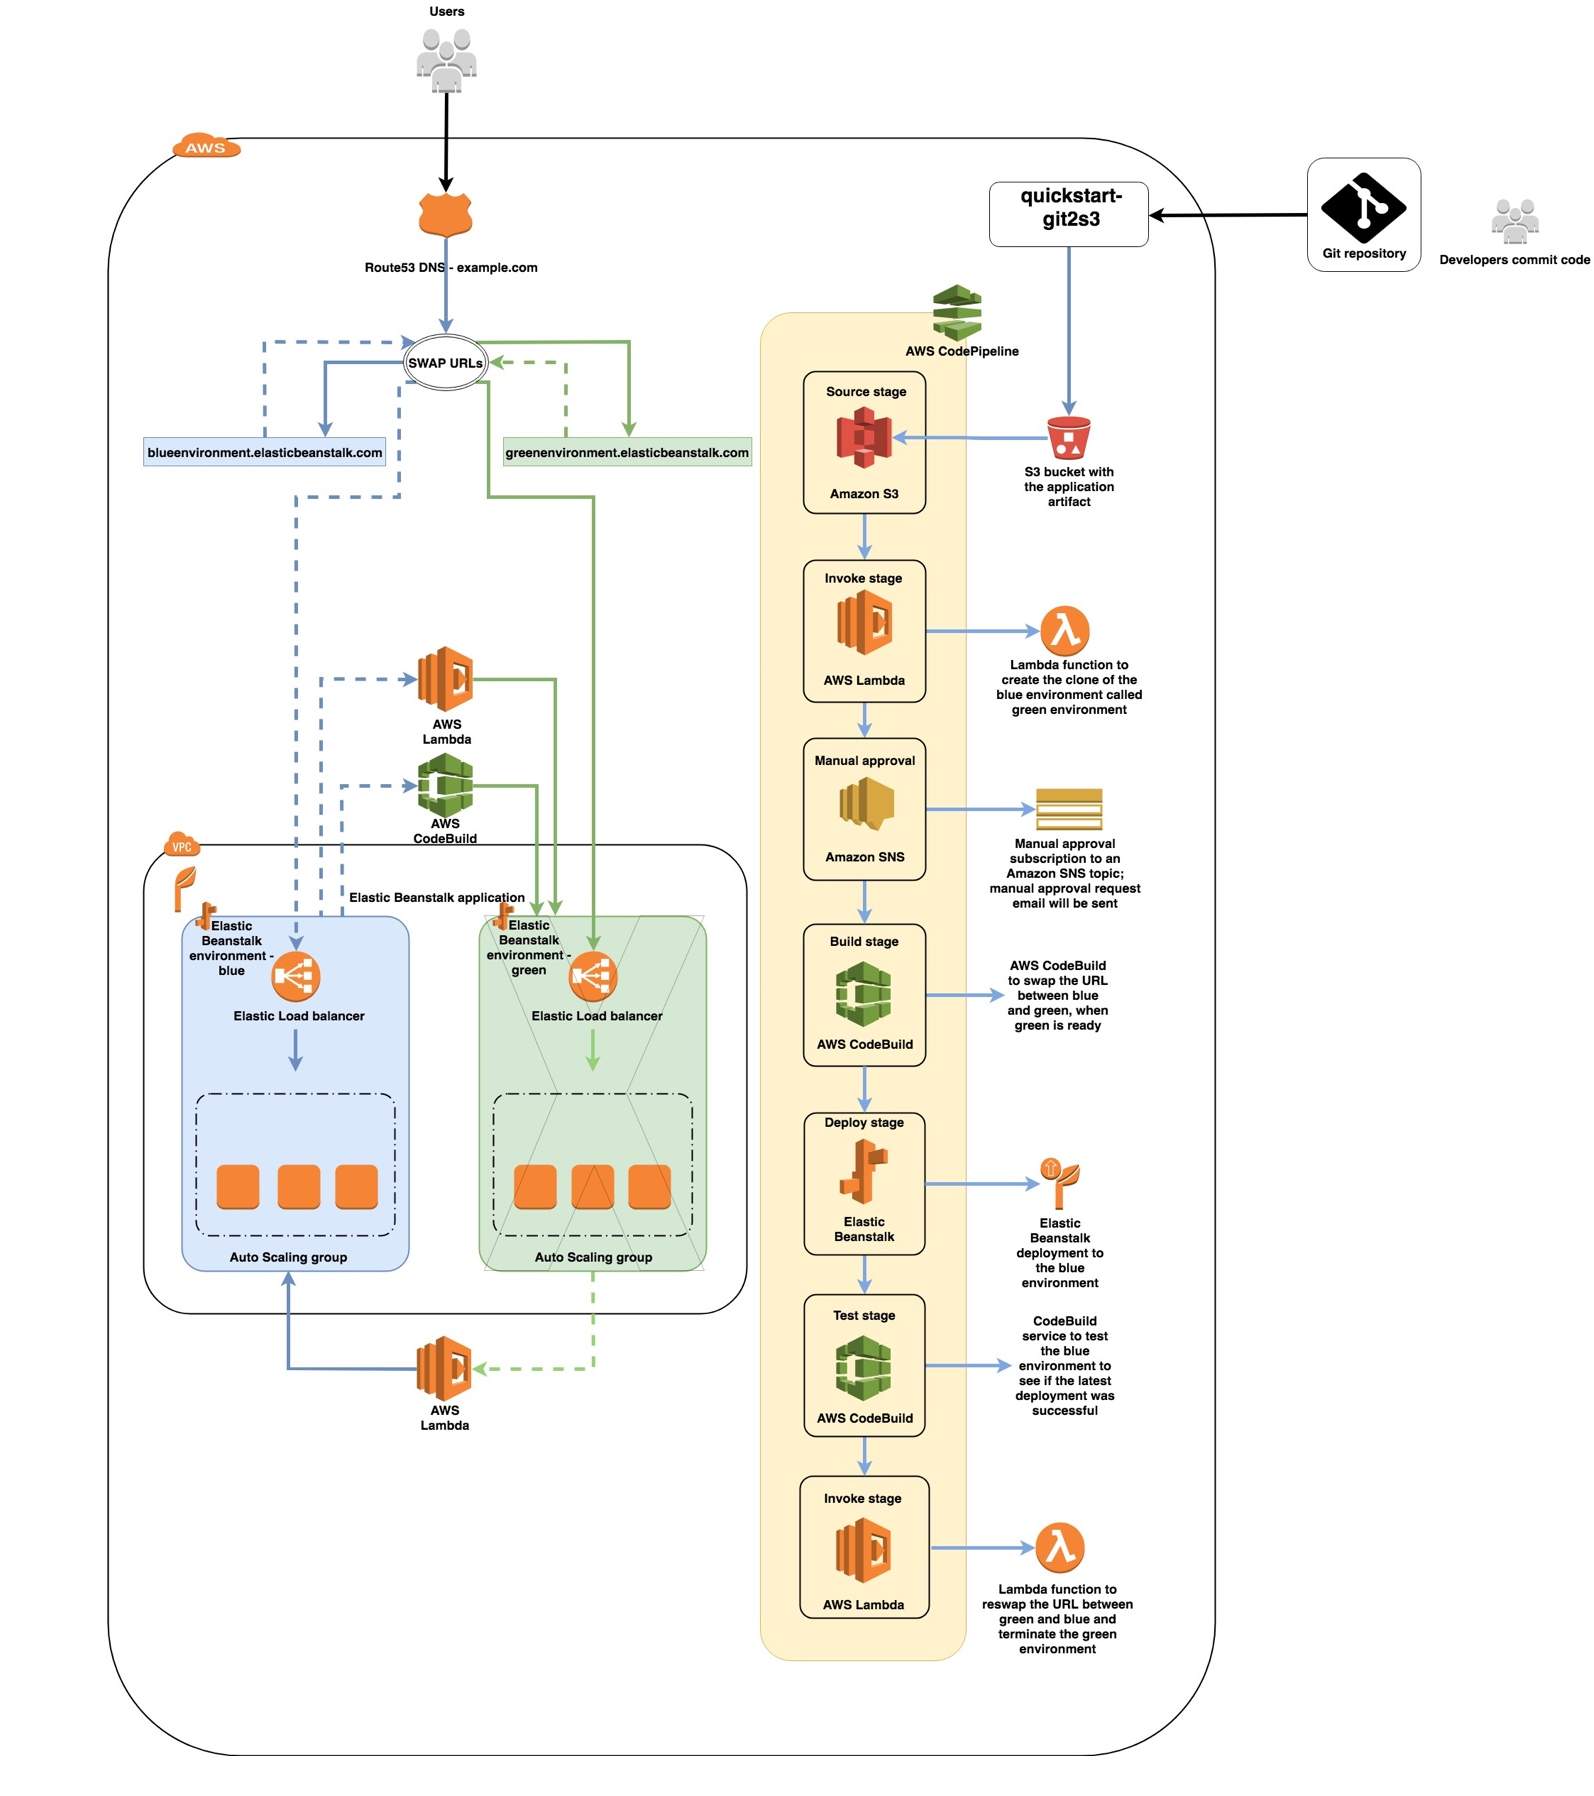 Users
AWS
Route53 DNS - example.com
SWAP URLs
blueenvironment.elasticbeanstalk.com
greenenvironment.elasticbeanstalk.com
AWS
Lambda
AWS
CodeBuild
VPC
Elastic Beanstalk application
Elastic
Beanstalk
environment -
blue
Elastic Load balancer
Auto Scaling group
Elastic
Beanstalk
environment -
green
Elastic Load balancer
Auto Scaling group
AWS
Lambda
quickstart-
git2s3
Git repository
Developers commit code
AWS CodePipeline
S3 bucket with
the application
artifact
Source stage
Amazon S3
Invoke stage
AWS Lambda
Lambda function to
create the clone of the
blue environment called
green environment
Manual approval
Amazon SNS
Manual approval
subscription to an
Amazon SNS topic;
manual approval request
email will be sent
Build stage
AWS CodeBuild
AWS CodeBuild
to swap the URL
between blue
and green, when
green is ready
Deploy stage
Elastic
Beanstalk
Elastic
Beanstalk
deployment to
the blue
environment
Test stage
AWS CodeBuild
CodeBuild
service to test
the blue
environment to
see if the latest
deployment was
successful
Invoke stage
AWS Lambda
Lambda function to
reswap the URL between
green and blue and
terminate the green
environment